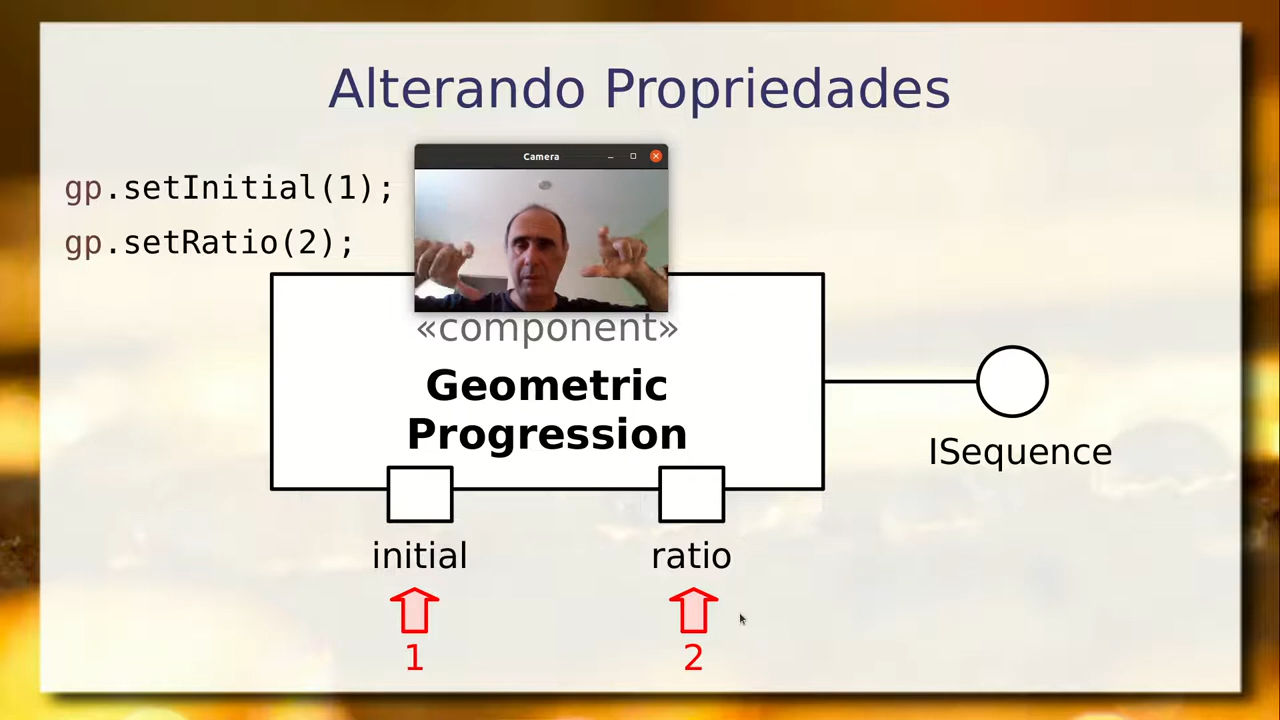 Alterando Propriedades
Camera
gp.setInitial(1);
gp.setRatio(2);
«component»
Geometric
Progression
ISequence
initial
ratio
1
2